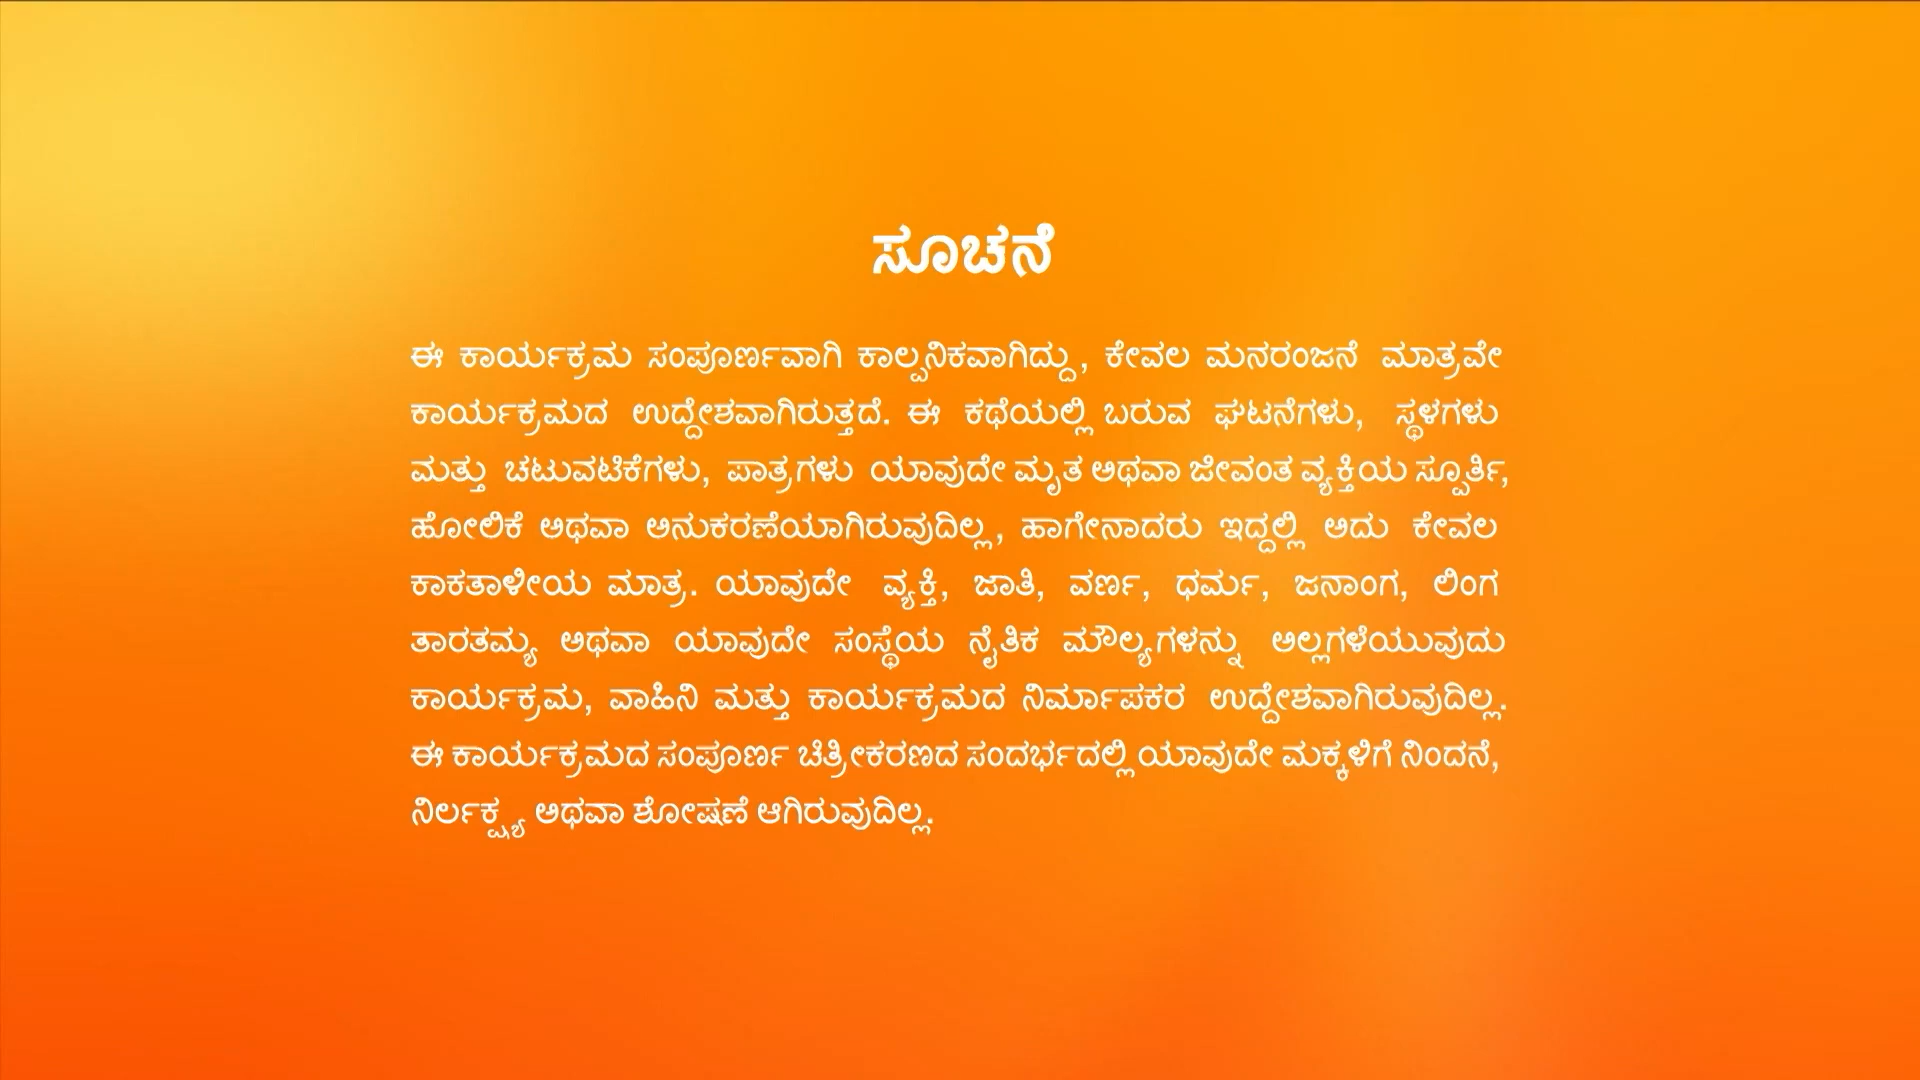 ಸೂಚನೆ
ಈ ಕಾರ್ಯಕ್ರಮ ಸಂಪೂರ್ಣವಾಗಿ ಕಾಲ್ಪನಿಕವಾಗಿದ್ದು, ಕೇವಲ ಮನರಂಜನೆ ಮಾತ್ರವೇ
ಕಾರ್ಯಕ್ರಮದ ಉದ್ದೇಶವಾಗಿರುತ್ತದೆ. ಈ ಕಥೆಯಲ್ಲಿ ಬರುವ ಘಟನೆಗಳು, ಸ್ಥಳಗಳು
ಮತ್ತು ಚಟುವಟಿಕೆಗಳು, ಪಾತ್ರಗಳು ಯಾವುದೇ ಮೃತ ಅಥವಾ ಜೀವಂತ ವ್ಯಕ್ತಿಯ ಸ್ಪೂರ್ತಿ,
ಹೋಲಿಕೆ ಅಥವಾ ಅನುಕರಣೆಯಾಗಿರುವುದಿಲ್ಲ, ಹಾಗೇನಾದರು ಇದ್ದಲ್ಲಿ ಅದು ಕೇವಲ
ಕಾಕತಾಳೀಯ ಮಾತ್ರ. ಯಾವುದೇ ವ್ಯಕ್ತಿ, ಜಾತಿ, ವರ್ಣ, ಧರ್ಮ, ಜನಾಂಗ, ಲಿಂಗ
ತಾರತಮ್ಯ ಅಥವಾ ಯಾವುದೇ ಸಂಸ್ಥೆಯ ನೈತಿಕ ಮೌಲ್ಯಗಳನ್ನು ಅಲ್ಲಗಳೆಯುವುದು
ಕಾರ್ಯಕ್ರಮ, ವಾಹಿನಿ ಮತ್ತು ಕಾರ್ಯಕ್ರಮದ ನಿರ್ಮಾಪಕರ ಉದ್ದೇಶವಾಗಿರುವುದಿಲ್ಲ.
ಈ ಕಾರ್ಯಕ್ರಮದ ಸಂಪೂರ್ಣ ಚಿತ್ರೀಕರಣದ ಸಂದರ್ಭದಲ್ಲಿ ಯಾವುದೇ ಮಕ್ಕಳಿಗೆ ನಿಂದನೆ,
ನಿರ್ಲಕ್ಷ್ಯ ಅಥವಾ ಶೋಷಣೆ ಆಗಿರುವುದಿಲ್ಲ.